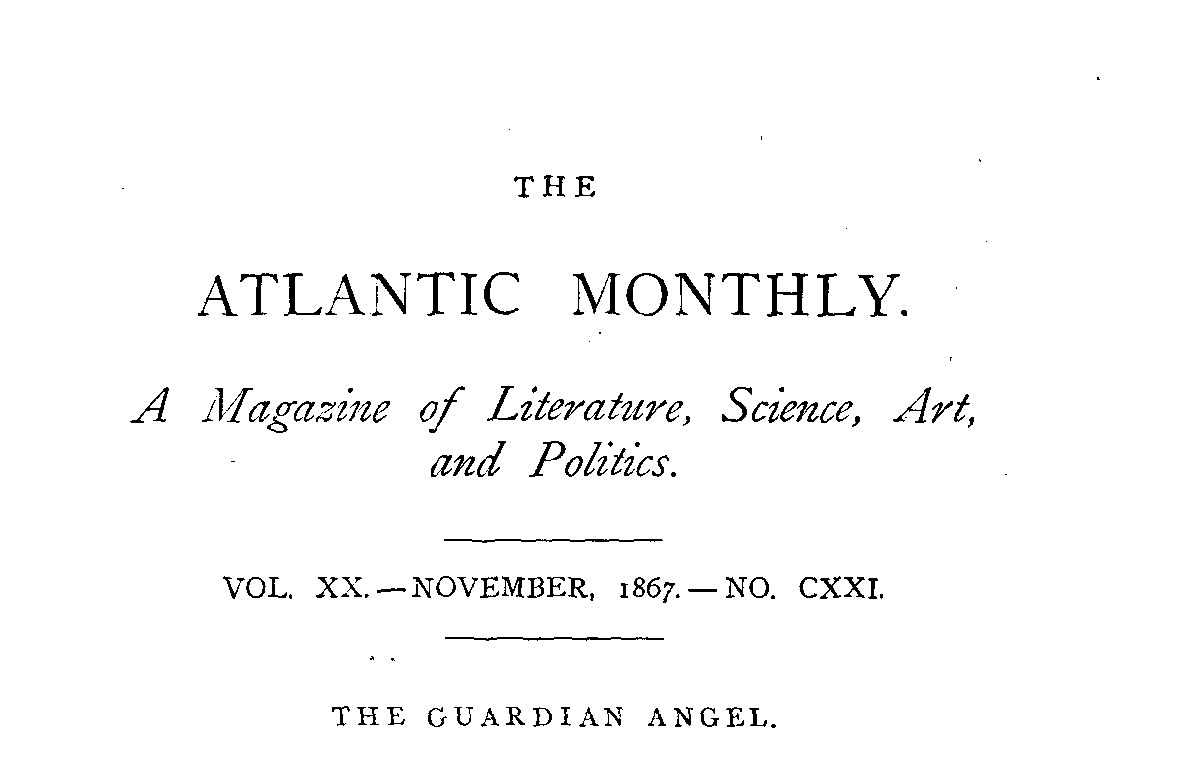 THE
ATLANTIC MONTHLY.
A Magazine of Literature, Science, Art,
and Politics.
VOL. XX.—NOVEMBER, 1867.—NO. CXXI.
THE GUARDIAN ANGEL.